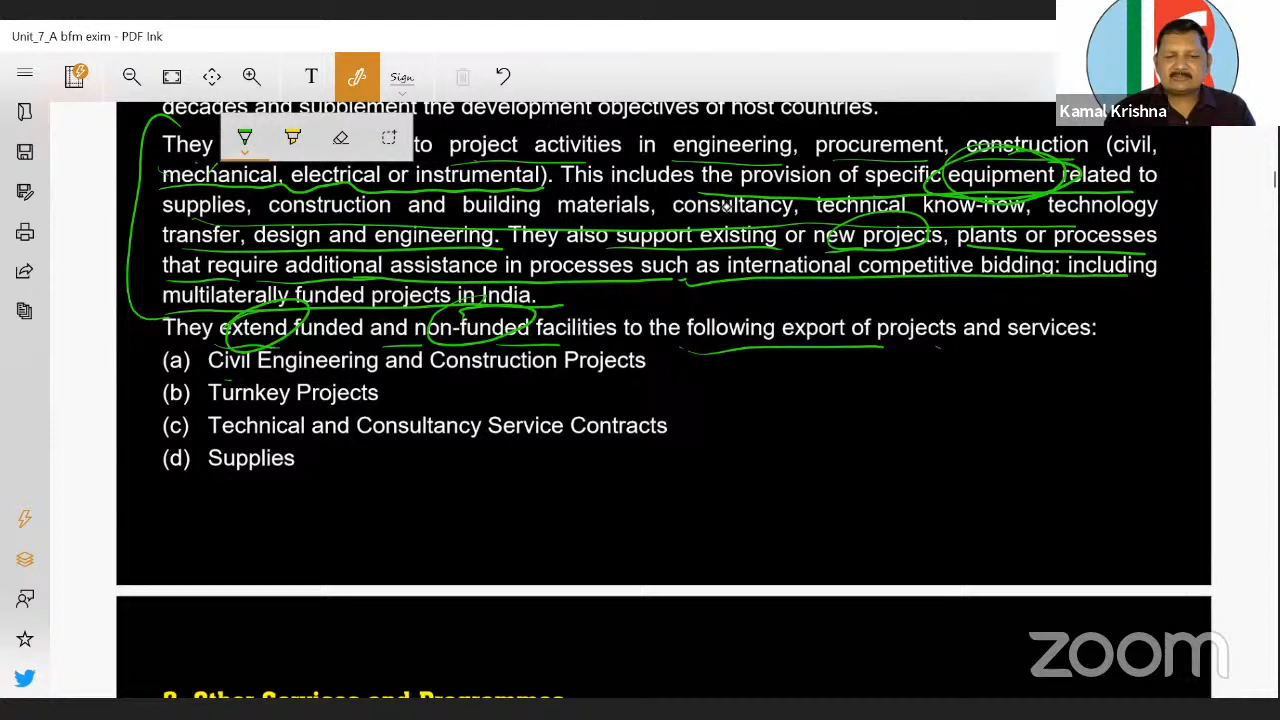 Unit_7_A bfm exim - PDF Ink
T
Sign
Kamal Krishna
decades and supplement the development objectives of host countries.
They to project activities in engineering, procurement, construction (civil,
mechanical, electrical or instrumental). This includes the provision of specific equipment related to
supplies, construction and building materials, consultancy, technical know-how, technology
transfer, design and engineering. They also support existing or new projects, plants or processes
that require additional assistance in processes such as international competitive bidding: including
multilaterally funded projects in India.
They extend funded and non-funded facilities to the following export of projects and services:
(a) Civil Engineering and Construction Projects
(b) Turnkey Projects
(c) Technical and Consultancy Service Contracts
(d) Supplies
zoom
Other Services and Programmes